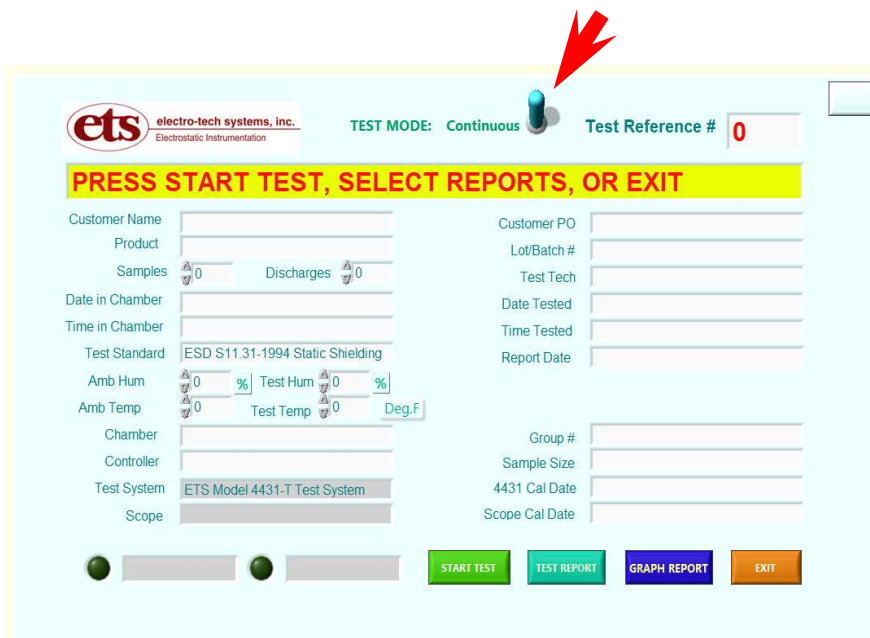 ets electro-tech systems, inc.
Electrostatic Instrumentation
TEST MODE: Continuous
Test Reference # 0
PRESS START TEST, SELECT REPORTS, OR EXIT
Customer Name
Product
Samples 0 Discharges 0
Date in Chamber
Time in Chamber
Test Standard ESD S11.31-1994 Static Shielding
Amb Hum 0 % Test Hum 0 %
Amb Temp 0 Test Temp 0 Deg.F
Chamber
Controller
Test System ETS Model 4431-T Test System
Scope
Customer PO
Lot/Batch #
Test Tech
Date Tested
Time Tested
Report Date
Group #
Sample Size
4431 Cal Date
Scope Cal Date
START TEST TEST REPORT GRAPH REPORT EXIT